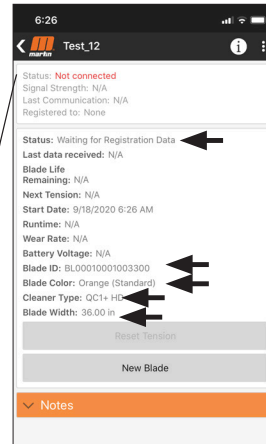 6:26
martin Test_12
Status: Not connected
Signal Strength: N/A
Last Communication: N/A
Registered to: None
Status: Waiting for Registration Data
Last data received: N/A
Blade Life
Remaining: N/A
Next Tension: N/A
Start Date: 9/18/2020 6:26 AM
Runtime: N/A
Wear Rate: N/A
Battery Voltage: N/A
Blade ID: BL00010001003300
Blade Color: Orange (Standard)
Cleaner Type: QC1+ HD
Blade Width: 36.00 in
Reset Tension
New Blade
Notes